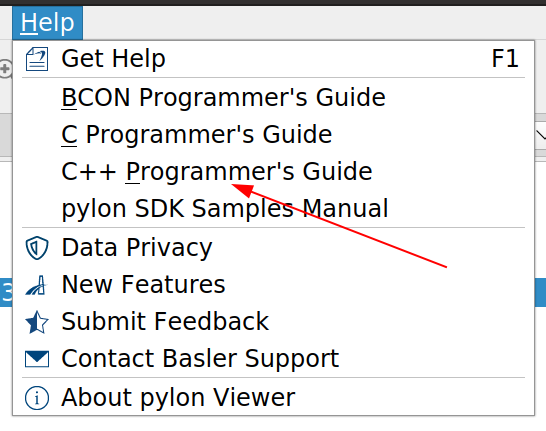 Help
Get Help F1
BCON Programmer's Guide
C Programmer's Guide
C++ Programmer's Guide
pylon SDK Samples Manual
Data Privacy
New Features
3
Submit Feedback
Contact Basler Support
About pylon Viewer